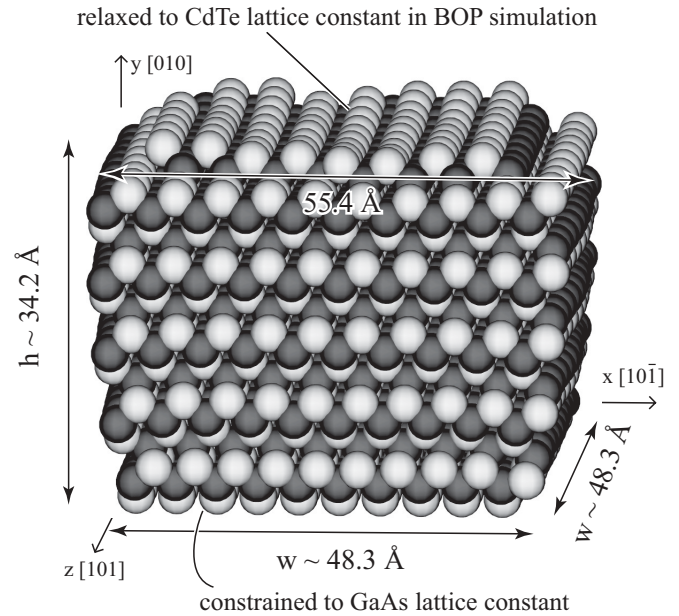 relaxed to CdTe lattice constant in BOP simulation
y [010]
55.4 Å
h ~ 34.2 Å
x [101̄]
w ~ 48.3 Å
z [101]
w ~ 48.3 Å
constrained to GaAs lattice constant